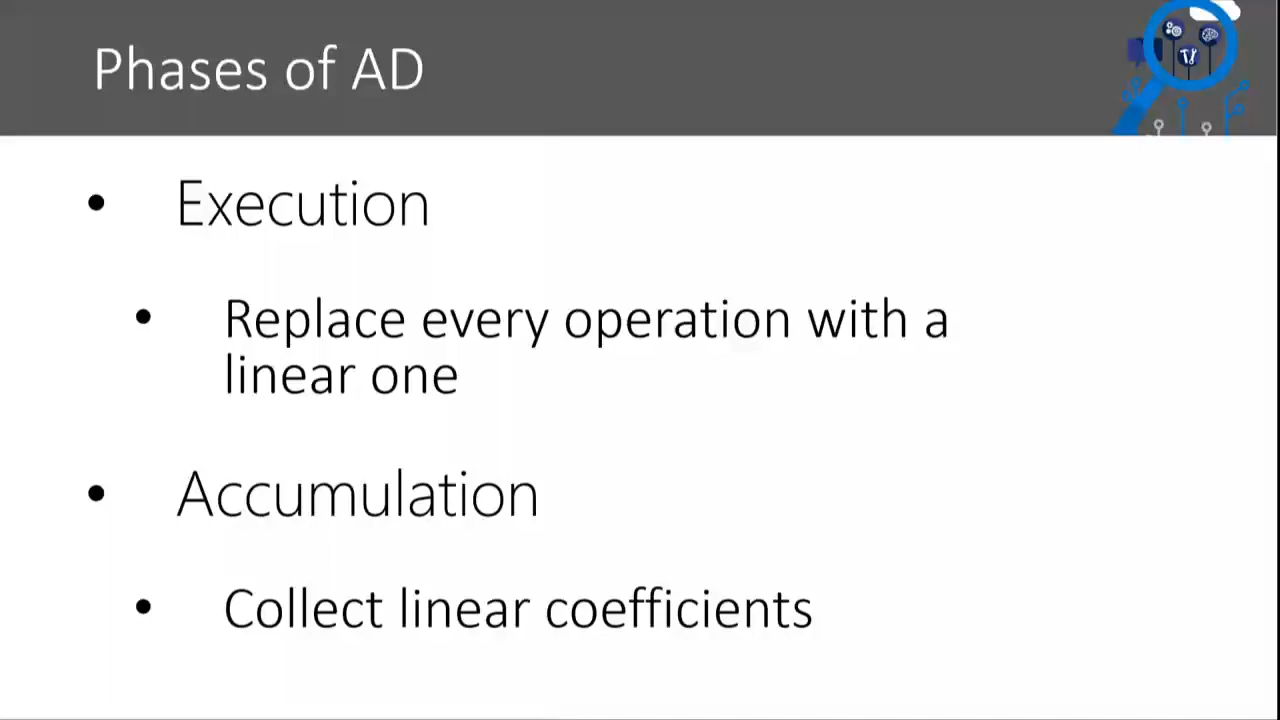 Phases of AD
• Execution
• Replace every operation with a
linear one
• Accumulation
• Collect linear coefficients